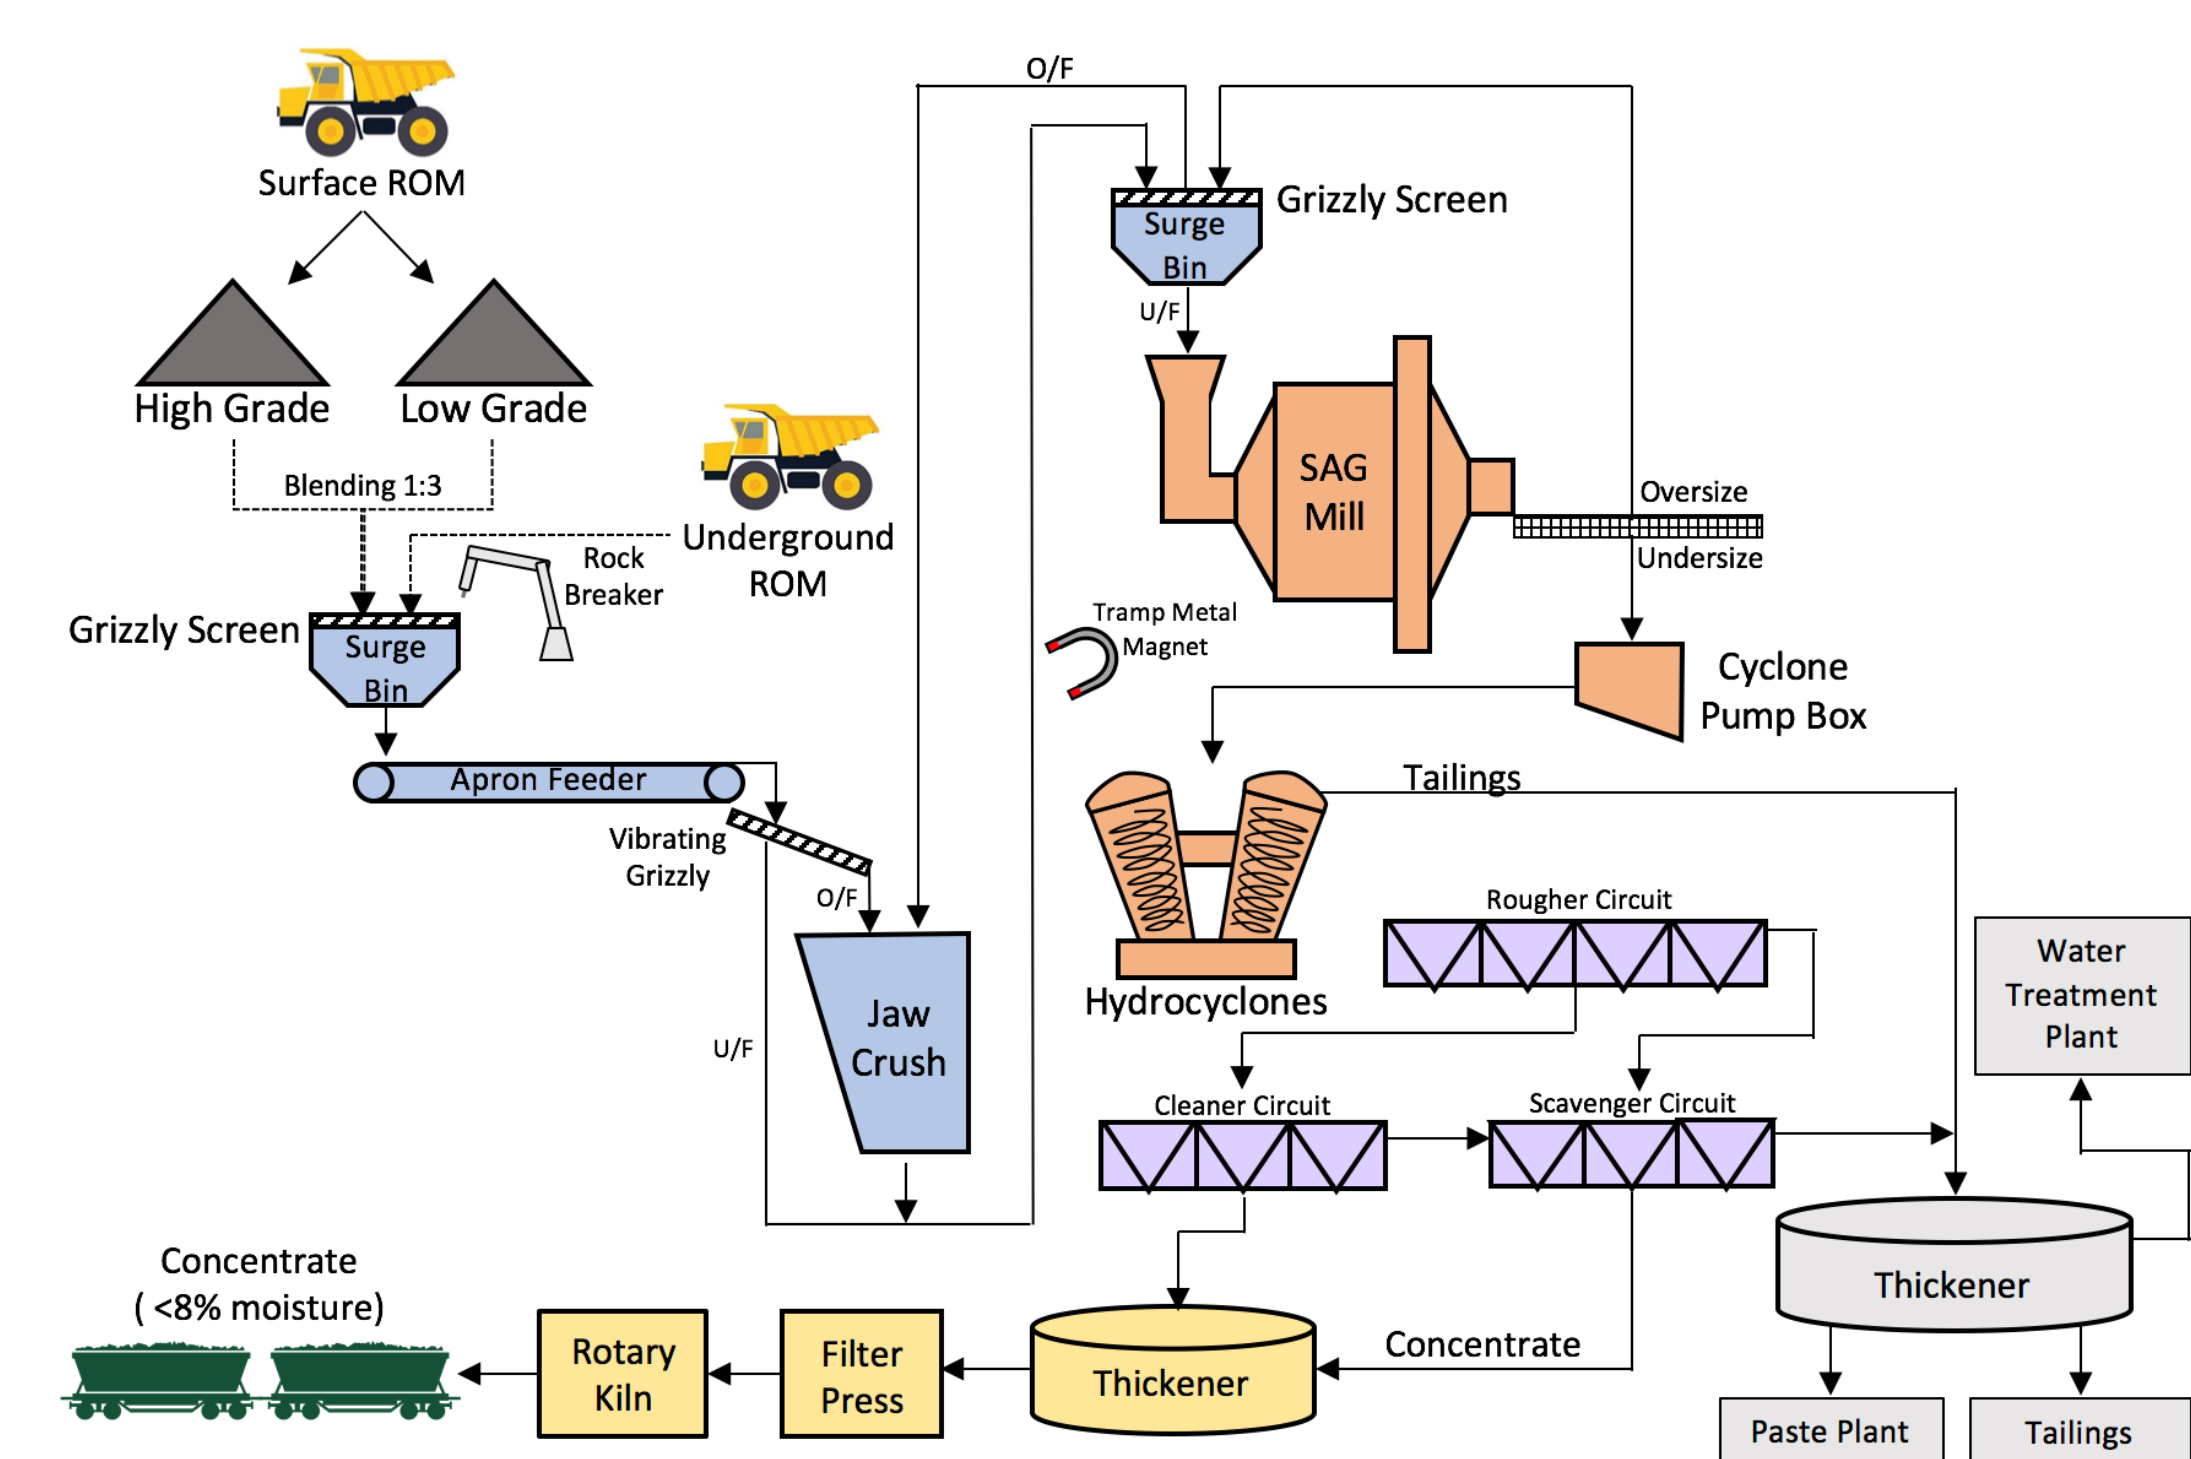 O/F
Surface ROM
Grizzly Screen
Surge
Bin
U/F
High Grade
Low Grade
Blending 1:3
SAG
Mill
Oversize
Undersize
Underground
ROM
Rock
Breaker
Grizzly Screen
Surge
Bin
Tramp Metal
Magnet
Cyclone
Pump Box
Apron Feeder
Tailings
Vibrating
Grizzly
O/F
Rougher Circuit
Water
Treatment
Plant
Hydrocyclones
Jaw
Crush
U/F
Cleaner Circuit
Scavenger Circuit
Concentrate
( <8% moisture)
Thickener
Rotary
Kiln
Filter
Press
Thickener
Concentrate
Paste Plant
Tailings